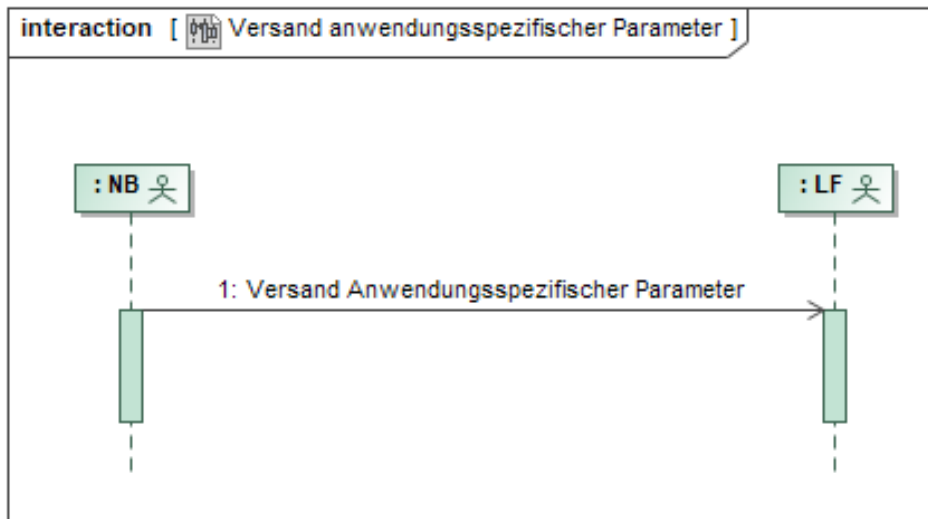 interaction [ Versand anwendungsspezifischer Parameter ]
: NB
: LF
1: Versand Anwendungsspezifischer Parameter